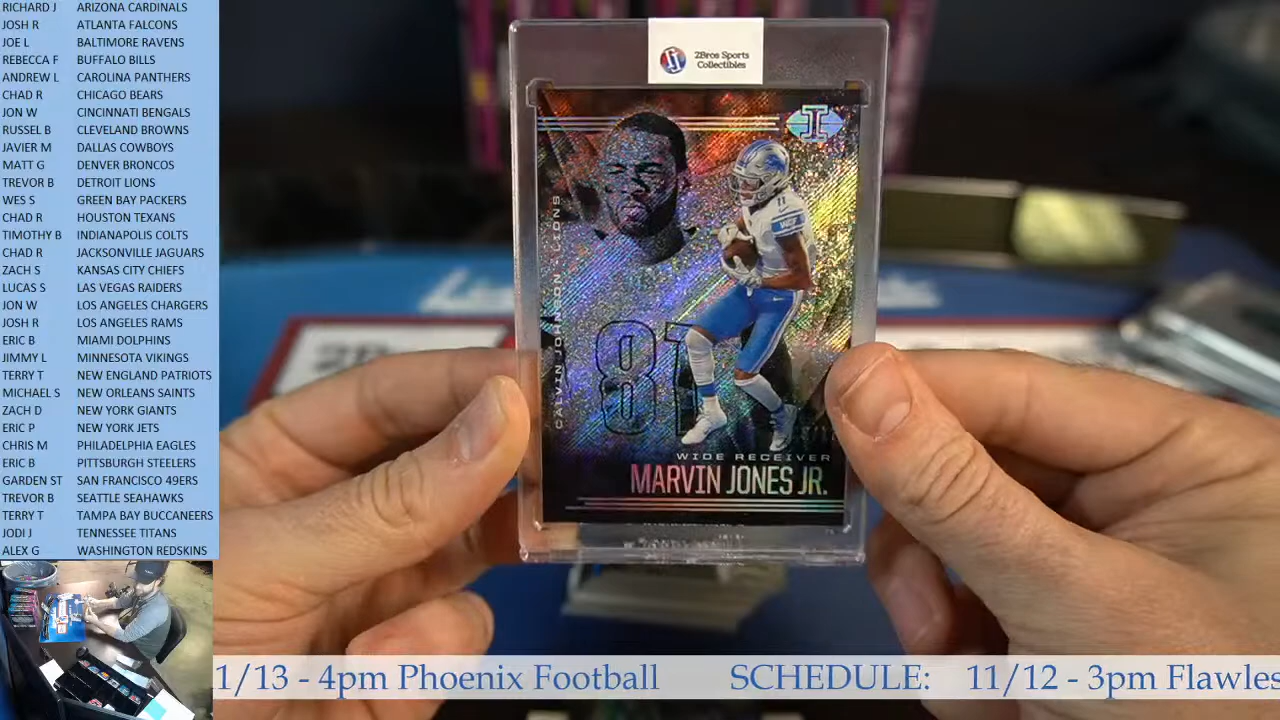 RICHARD J ARIZONA CARDINALS
JOSH R ATLANTA FALCONS
JOE L BALTIMORE RAVENS
REBECCA F BUFFALO BILLS
ANDREW L CAROLINA PANTHERS
CHAD R CHICAGO BEARS
JON W CINCINNATI BENGALS
RUSSEL B CLEVELAND BROWNS
JAVIER M DALLAS COWBOYS
MATT G DENVER BRONCOS
TREVOR B DETROIT LIONS
WES S GREEN BAY PACKERS
CHAD R HOUSTON TEXANS
TIMOTHY B INDIANAPOLIS COLTS
CHAD R JACKSONVILLE JAGUARS
ZACH S KANSAS CITY CHIEFS
LUCAS S LAS VEGAS RAIDERS
JON W LOS ANGELES CHARGERS
JOSH R LOS ANGELES RAMS
ERIC B MIAMI DOLPHINS
JIMMY L MINNESOTA VIKINGS
TERRY T NEW ENGLAND PATRIOTS
MICHAEL S NEW ORLEANS SAINTS
ZACH D NEW YORK GIANTS
ERIC P NEW YORK JETS
CHRIS M PHILADELPHIA EAGLES
ERIC B PITTSBURGH STEELERS
GARDEN ST SAN FRANCISCO 49ERS
TREVOR B SEATTLE SEAHAWKS
TERRY T TAMPA BAY BUCCANEERS
JODI J TENNESSEE TITANS
ALEX G WASHINGTON REDSKINS
2Bros Sports
Collectibles
I
11
CALVIN JOHNSON LIONS
81
WIDE RECEIVER
MARVIN JONES JR.
1/13 - 4pm Phoenix Football SCHEDULE: 11/12 - 3pm Flawles